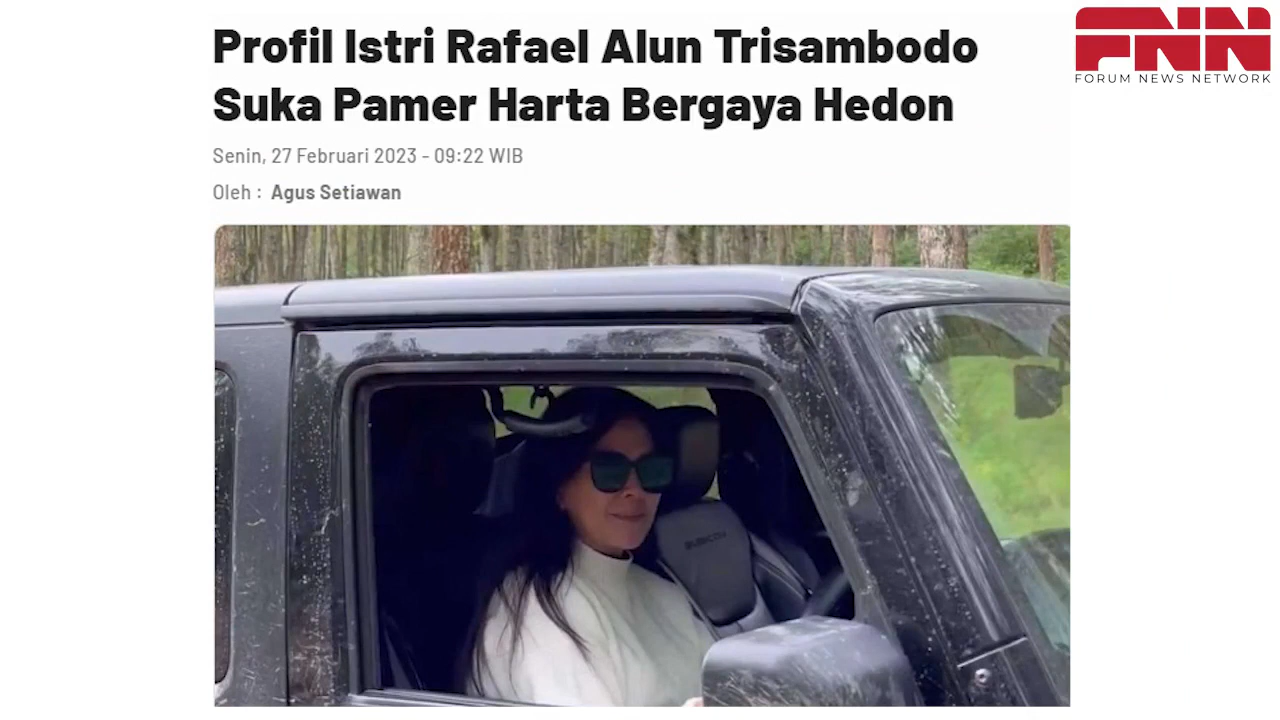 Profil Istri Rafael Alun Trisambodo
Suka Pamer Harta Bergaya Hedon
Senin, 27 Februari 2023 - 09:22 WIB
Oleh : Agus Setiawan
FNN
FORUM NEWS NETWORK
RUBICON